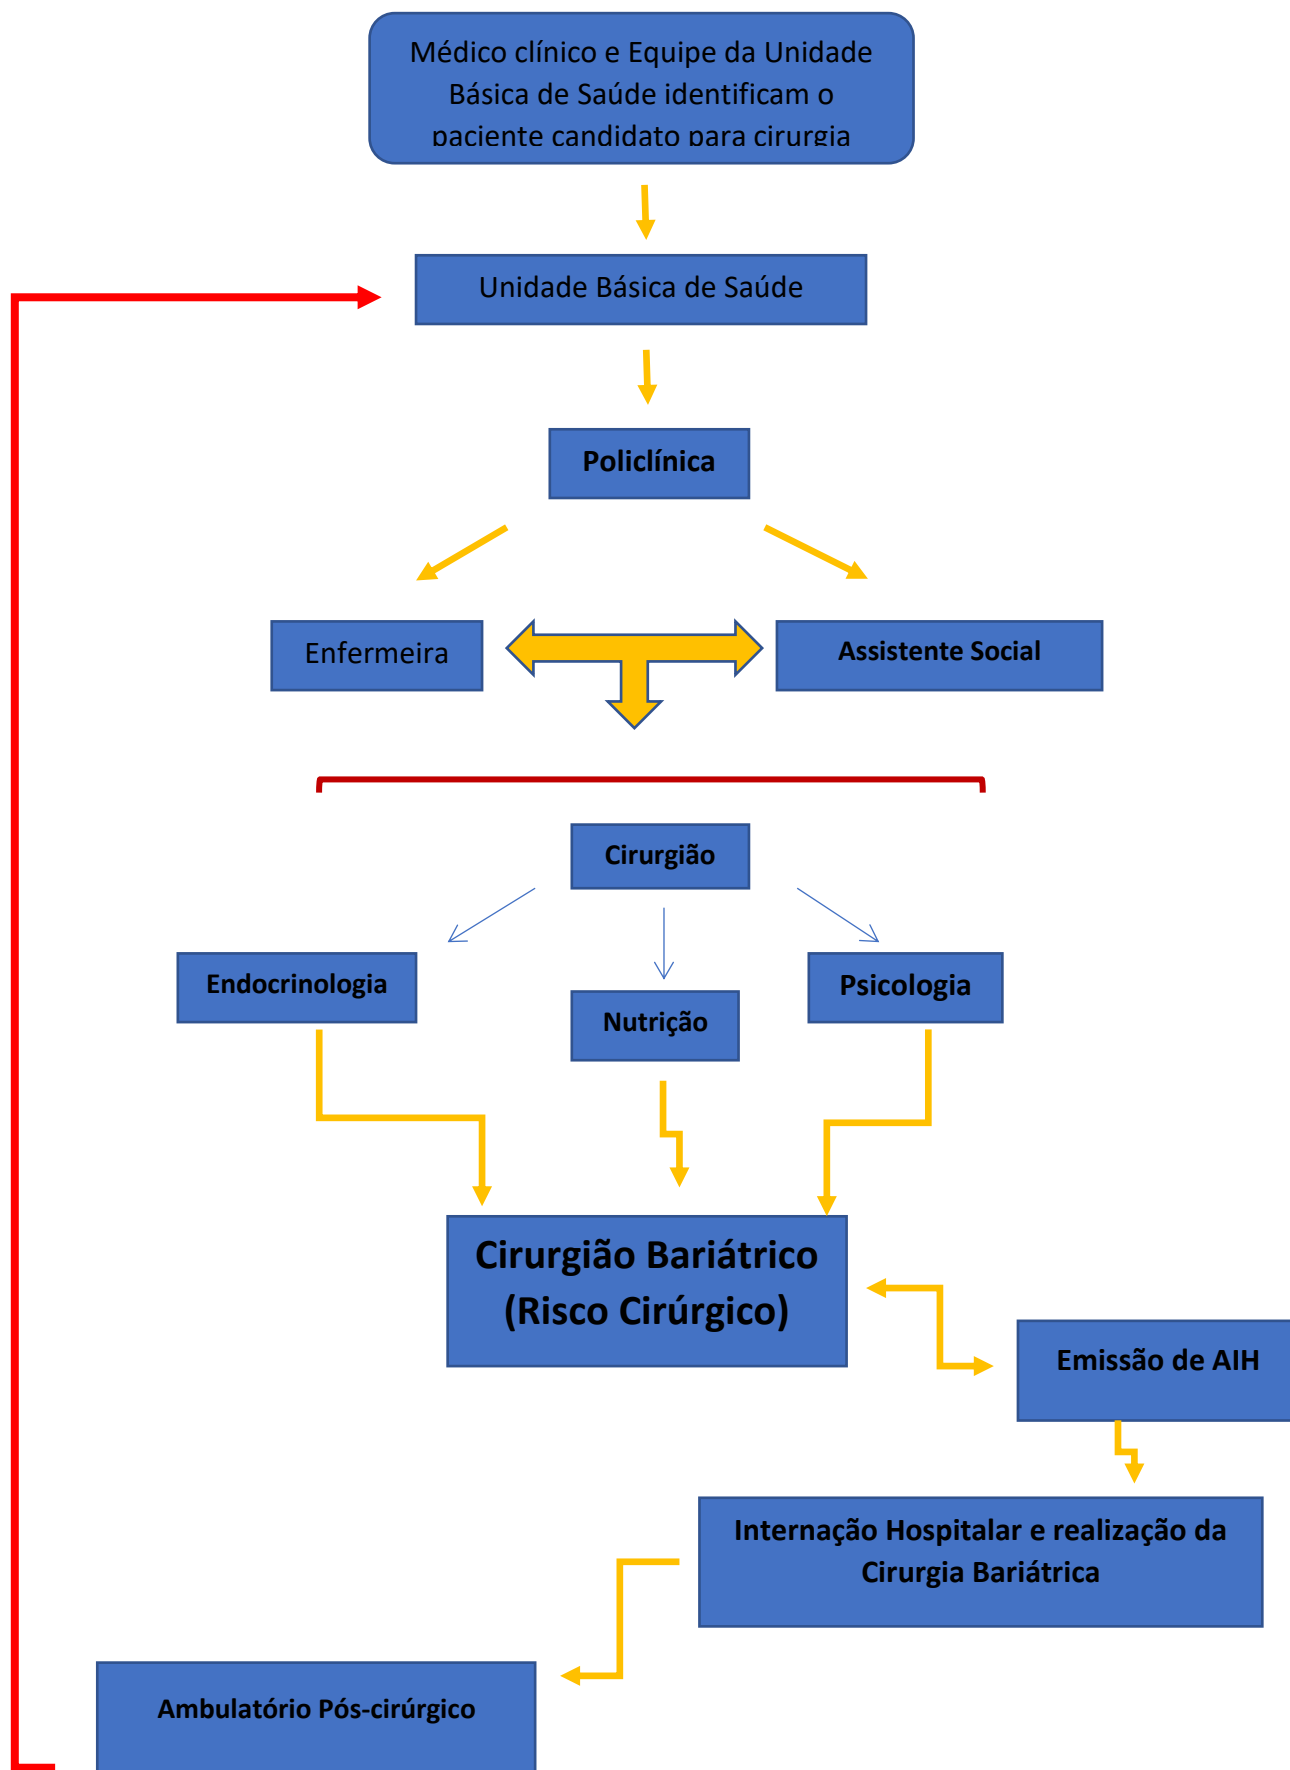 Médico clínico e Equipe da Unidade
Básica de Saúde identificam o
paciente candidato para cirurgia
Unidade Básica de Saúde
Policlínica
Enfermeira
Assistente Social
Cirurgião
Endocrinologia
Nutrição
Psicologia
Cirurgião Bariátrico
(Risco Cirúrgico)
Emissão de AIH
Internação Hospitalar e realização da
Cirurgia Bariátrica
Ambulatório Pós-cirúrgico